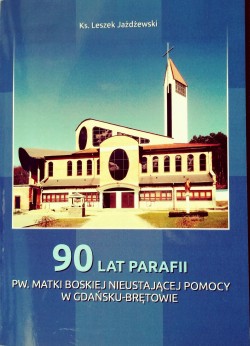 Ks. Leszek Jażdżewski
90 LAT PARAFII
PW. MATKI BOSKIEJ NIEUSTAJĄCEJ POMOCY
W GDAŃSKU-BRĘTOWIE